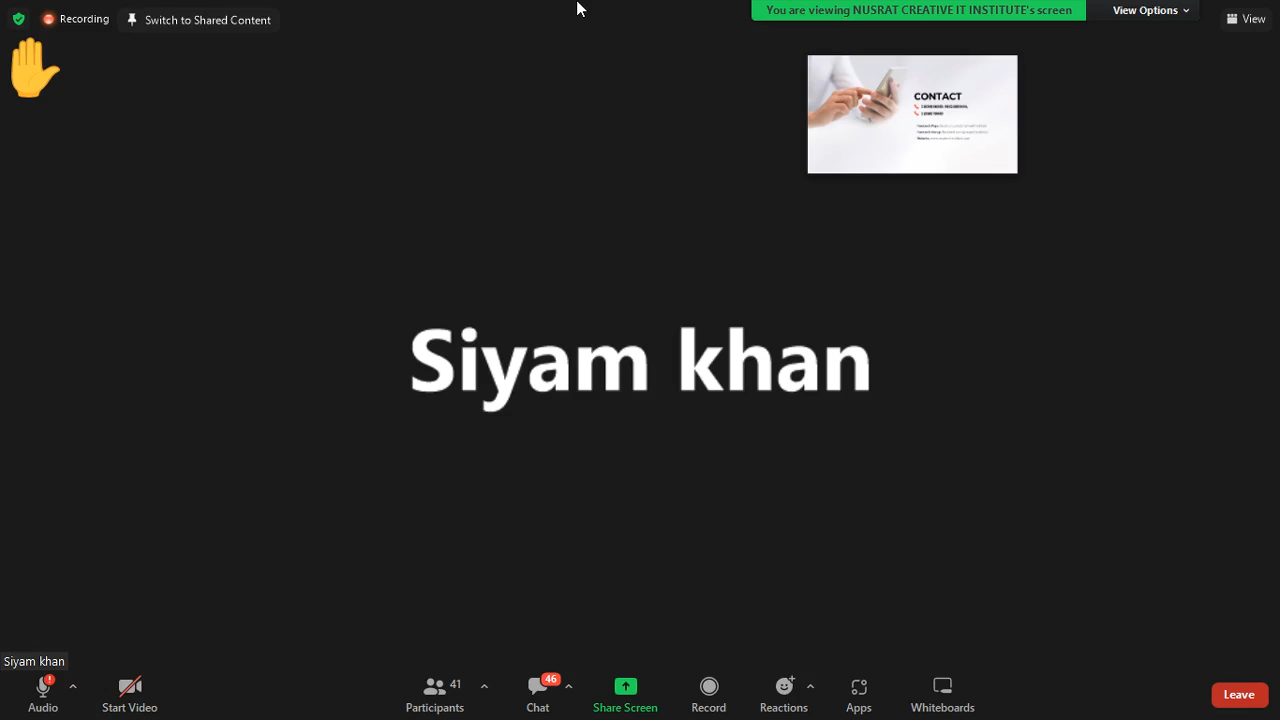 Recording
Switch to Shared Content
You are viewing NUSRAT CREATIVE IT INSTITUTE's screen
View Options
View
CONTACT
Siyam khan
Siyam khan
Audio
Start Video
41
Participants
46
Chat
Share Screen
Record
Reactions
Apps
Whiteboards
Leave